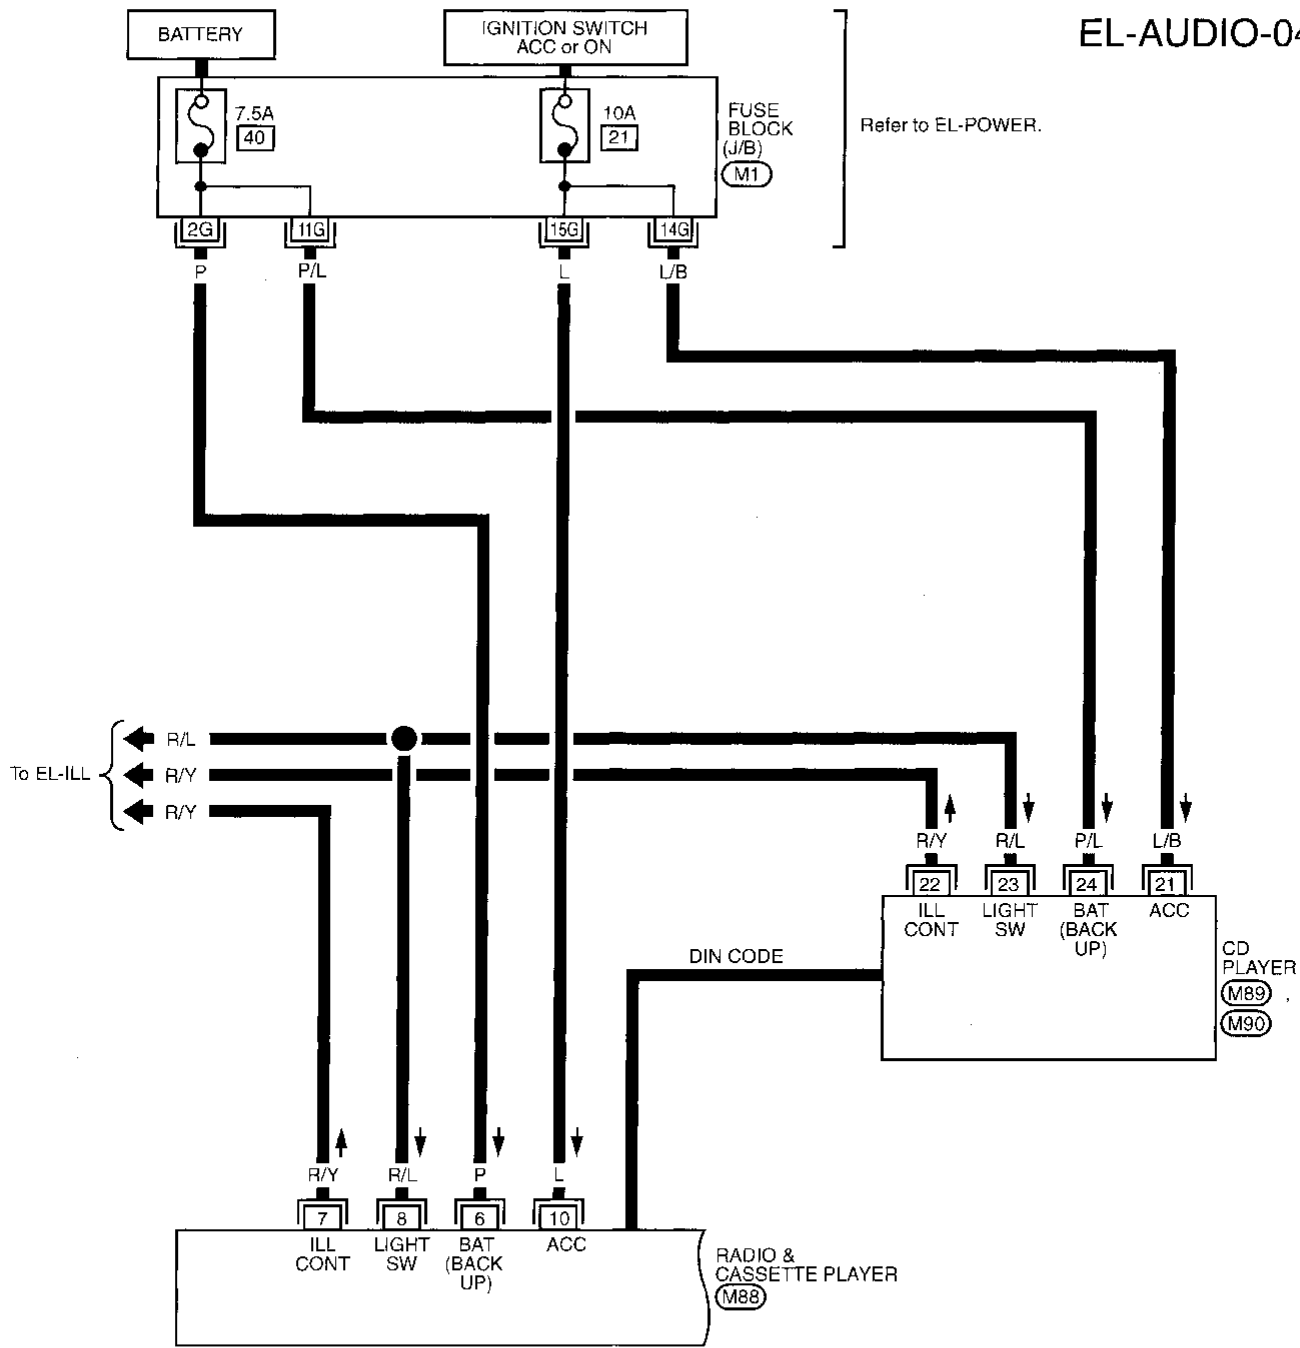 EL-AUDIO-04
BATTERY
IGNITION SWITCH
ACC or ON
7.5A
40
10A
21
FUSE
BLOCK
(J/B)
M1
Refer to EL-POWER.
2G
11G
15G
14G
P
P/L
L
L/B
To EL-ILL
R/L
R/Y
R/Y
R/Y
R/L
P/L
L/B
22
23
24
21
ILL
CONT
LIGHT
SW
BAT
(BACK
UP)
ACC
CD
PLAYER
M89
,
M90
DIN CODE
R/Y
R/L
P
L
7
8
6
10
ILL
CONT
LIGHT
SW
BAT
(BACK
UP)
ACC
RADIO &
CASSETTE PLAYER
M88